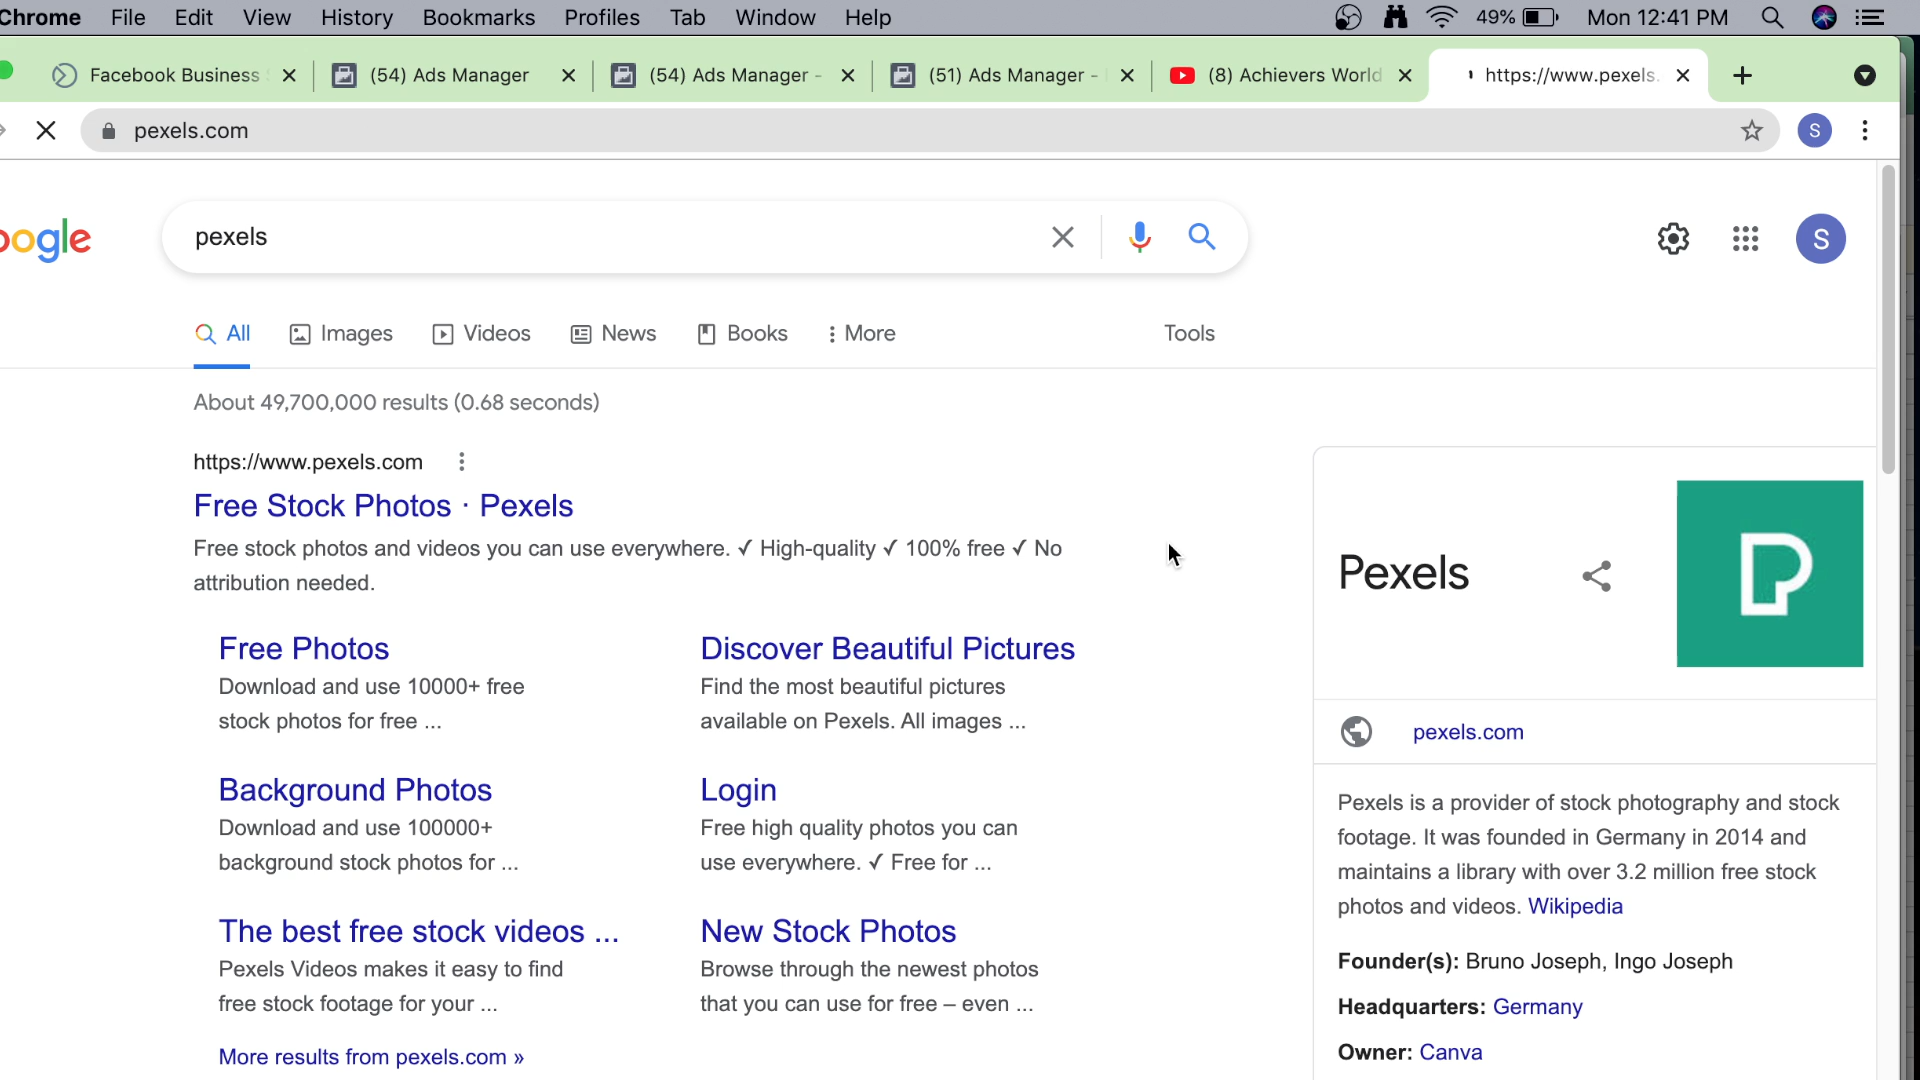 Chrome File Edit View History Bookmarks Profiles Tab Window Help 49% Mon 12:41 PM
Facebook Business (54) Ads Manager (54) Ads Manager - (51) Ads Manager - (8) Achievers World https://www.pexels.
pexels.com S
oogle pexels S
All Images Videos News Books More Tools
About 49,700,000 results (0.68 seconds)
https://www.pexels.com
Free Stock Photos · Pexels
Free stock photos and videos you can use everywhere. ✓ High-quality ✓ 100% free ✓ No
attribution needed.
Free Photos
Download and use 10000+ free
stock photos for free ...
Discover Beautiful Pictures
Find the most beautiful pictures
available on Pexels. All images ...
Background Photos
Download and use 100000+
background stock photos for ...
Login
Free high quality photos you can
use everywhere. ✓ Free for ...
The best free stock videos ...
Pexels Videos makes it easy to find
free stock footage for your ...
New Stock Photos
Browse through the newest photos
that you can use for free – even ...
More results from pexels.com »
Pexels
pexels.com
Pexels is a provider of stock photography and stock
footage. It was founded in Germany in 2014 and
maintains a library with over 3.2 million free stock
photos and videos. Wikipedia
Founder(s): Bruno Joseph, Ingo Joseph
Headquarters: Germany
Owner: Canva